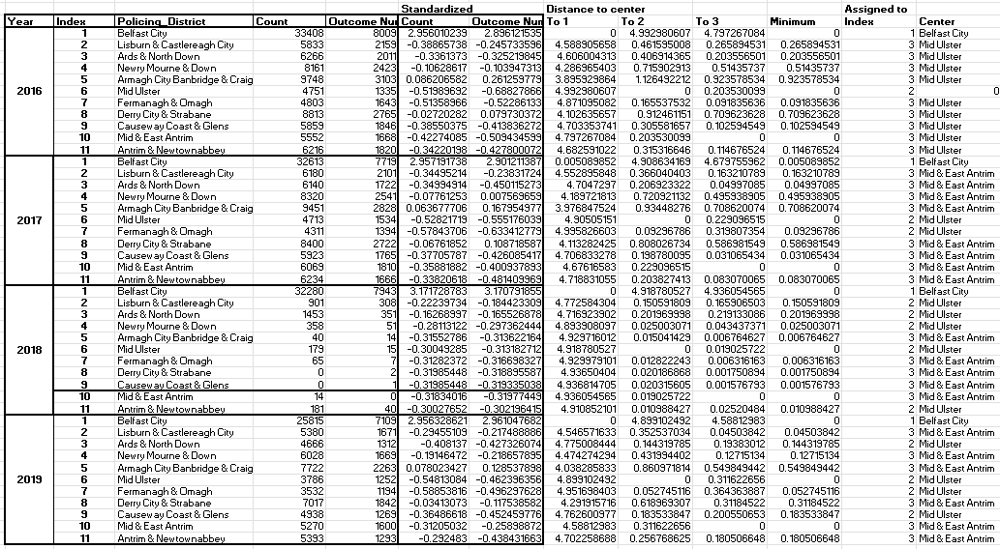 Standardized Distance to center Assigned to
Year Index Policing_District Count Outcome Nun Count Outcome Nun To 1 To 2 To 3 Minimum Index Center
2016
1 Belfast City 33408 8009 2.956010239 2.896121535 0 4.992980607 4.797267084 0 1 Belfast City
2 Lisburn & Castlereagh City 5833 2159 -0.38865738 -0.245733596 4.588905658 0.461595008 0.265894531 0.265894531 3 Mid Ulster
3 Ards & North Down 6266 2011 -0.3361373 -0.325219845 4.606004313 0.406914365 0.203556501 0.203556501 3 Mid Ulster
4 Newry Mourne & Down 8161 2423 -0.10628617 -0.103947313 4.286965403 0.715902913 0.51435737 0.51435737 3 Mid Ulster
5 Armagh City Banbridge & Craig 9748 3103 0.086206582 0.261259779 3.895929864 1.126492212 0.923578534 0.923578534 3 Mid Ulster
6 Mid Ulster 4751 1335 -0.51989692 -0.68827866 4.992980607 0 0.203530099 0 2 0
7 Fermanagh & Omagh 4803 1643 -0.51358966 -0.52286133 4.871095082 0.165537532 0.091835636 0.091835636 3 Mid Ulster
8 Derry City & Strabane 8813 2765 -0.02720282 0.079730372 4.102635657 0.912461151 0.709623628 0.709623628 3 Mid Ulster
9 Causeway Coast & Glens 5859 1846 -0.38550375 -0.413836272 4.703353741 0.305581657 0.102594549 0.102594549 3 Mid Ulster
10 Mid & East Antrim 5552 1668 -0.42274085 -0.509434599 4.797267084 0.203530099 0 0 3 Mid Ulster
11 Antrim & Newtownabbey 6216 1820 -0.34220198 -0.427800072 4.682591022 0.315316646 0.114676524 0.114676524 3 Mid Ulster
2017
1 Belfast City 32613 7719 2.957191738 2.901211387 0.005089852 4.908634169 4.679755962 0.005089852 1 Belfast City
2 Lisburn & Castlereagh City 6180 2101 -0.34495214 -0.23831724 4.552895848 0.366040403 0.163210789 0.163210789 3 Mid & East Antrim
3 Ards & North Down 6140 1722 -0.34994914 -0.450115273 4.7047297 0.206923322 0.04997085 0.04997085 3 Mid & East Antrim
4 Newry Mourne & Down 8320 2541 -0.07761253 0.007569659 4.189721813 0.720921132 0.495938905 0.495938905 3 Mid & East Antrim
5 Armagh City Banbridge & Craig 9451 2828 0.063677706 0.167954977 3.976847524 0.93448276 0.708620074 0.708620074 3 Mid & East Antrim
6 Mid Ulster 4713 1534 -0.52821719 -0.555176039 4.90505151 0 0.229096515 0 2 Mid Ulster
7 Fermanagh & Omagh 4311 1394 -0.57843706 -0.633412779 4.995826603 0.09296786 0.319807354 0.09296786 2 Mid Ulster
8 Derry City & Strabane 8400 2722 -0.06761852 0.108718587 4.113282425 0.808026734 0.586981549 0.586981549 3 Mid & East Antrim
9 Causeway Coast & Glens 5923 1765 -0.37705787 -0.426085417 4.706833278 0.198780095 0.031065434 0.031065434 3 Mid & East Antrim
10 Mid & East Antrim 6069 1810 -0.35881882 -0.400937893 4.67616583 0.229096515 0 0 3 Mid & East Antrim
11 Antrim & Newtownabbey 6234 1666 -0.33820618 -0.481409969 4.718831055 0.203827413 0.083070065 0.083070065 3 Mid & East Antrim
2018
1 Belfast City 32280 7943 3.171728783 3.170791855 0 4.918780527 4.936054565 0 1 Belfast City
2 Lisburn & Castlereagh City 901 308 -0.22239734 -0.184423309 4.772584304 0.150591809 0.165906503 0.150591809 2 Mid Ulster
3 Ards & North Down 1453 351 -0.16268997 -0.165526878 4.716923902 0.201969998 0.219133086 0.201969998 2 Mid Ulster
4 Newry Mourne & Down 358 51 -0.28113122 -0.297362444 4.893908097 0.025003071 0.043437371 0.025003071 2 Mid Ulster
5 Armagh City Banbridge & Craig 40 14 -0.31552786 -0.313622164 4.929716012 0.015041429 0.006764627 0.006764627 3 Mid & East Antrim
6 Mid Ulster 179 15 -0.30049285 -0.313182712 4.918780527 0 0.019025722 0 2 Mid Ulster
7 Fermanagh & Omagh 65 7 -0.31282372 -0.316698327 4.929979101 0.012822243 0.006316163 0.006316163 3 Mid & East Antrim
8 Derry City & Strabane 0 2 -0.31985448 -0.318895587 4.93650404 0.020186868 0.001750894 0.001750894 3 Mid & East Antrim
9 Causeway Coast & Glens 0 1 -0.31985448 -0.319335038 4.936814705 0.020315605 0.001576793 0.001576793 3 Mid & East Antrim
10 Mid & East Antrim 14 0 -0.31834016 -0.31977449 4.936054565 0.019025722 0 0 3 Mid & East Antrim
11 Antrim & Newtownabbey 181 40 -0.30027652 -0.302196415 4.910852101 0.010988427 0.02520484 0.010988427 2 Mid Ulster
2019
1 Belfast City 25815 7109 2.956328621 2.961047682 0 4.899102492 4.58812983 0 1 Belfast City
2 Lisburn & Castlereagh City 5380 1671 -0.29455109 -0.217488686 4.546571633 0.352537034 0.04503842 0.04503842 3 Mid & East Antrim
3 Ards & North Down 4666 1312 -0.408137 -0.427326074 4.775008444 0.144319785 0.19383012 0.144319785 2 Mid Ulster
4 Newry Mourne & Down 6028 1669 -0.19146472 -0.218657895 4.474274294 0.431994402 0.12715134 0.12715134 3 Mid & East Antrim
5 Armagh City Banbridge & Craig 7722 2263 0.078023427 0.128537898 4.038285833 0.860971814 0.549849442 0.549849442 3 Mid & East Antrim
6 Mid Ulster 3786 1252 -0.54813084 -0.462396356 4.899102492 0 0.311622656 0 2 Mid Ulster
7 Fermanagh & Omagh 3532 1194 -0.58853816 -0.496297628 4.951698403 0.052745116 0.364363887 0.052745116 2 Mid Ulster
8 Derry City & Strabane 7017 1842 -0.03413073 -0.117538582 4.291915716 0.618969307 0.31184522 0.31184522 3 Mid & East Antrim
9 Causeway Coast & Glens 4938 1269 -0.36486618 -0.452459776 4.762600977 0.183533847 0.200550653 0.183533847 2 Mid Ulster
10 Mid & East Antrim 5270 1600 -0.31205032 -0.25898872 4.58812983 0.311622656 0 0 3 Mid & East Antrim
11 Antrim & Newtownabbey 5393 1293 -0.292483 -0.438431663 4.702258688 0.256768625 0.180506648 0.180506648 3 Mid & East Antrim